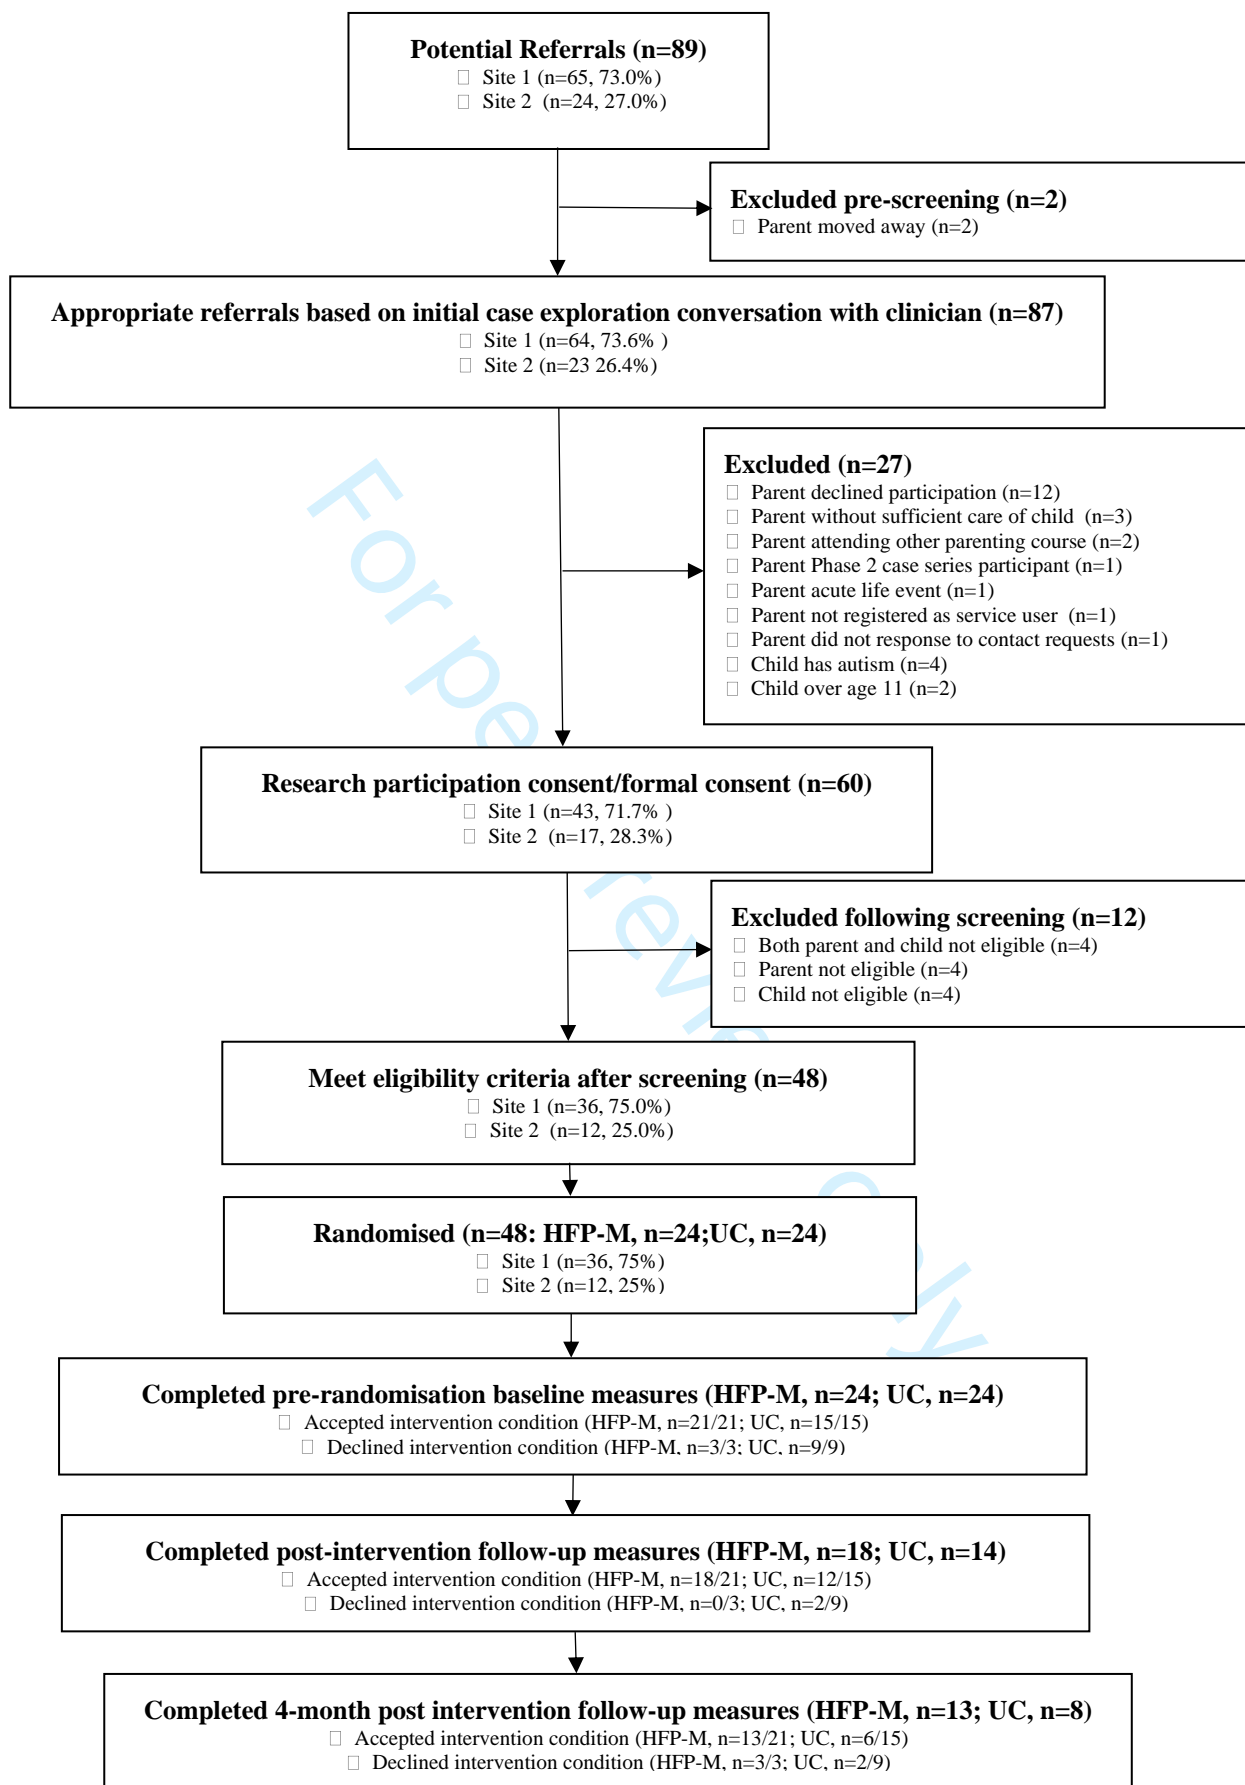 Potential Referrals (n=89)
□ Site 1 (n=65, 73.0%)
□ Site 2 (n=24, 27.0%)
Excluded pre-screening (n=2)
□ Parent moved away (n=2)
Appropriate referrals based on initial case exploration conversation with clinician (n=87)
□ Site 1 (n=64, 73.6% )
□ Site 2 (n=23 26.4%)
Excluded (n=27)
□ Parent declined participation (n=12)
□ Parent without sufficient care of child (n=3)
□ Parent attending other parenting course (n=2)
□ Parent Phase 2 case series participant (n=1)
□ Parent acute life event (n=1)
□ Parent not registered as service user (n=1)
□ Parent did not response to contact requests (n=1)
□ Child has autism (n=4)
□ Child over age 11 (n=2)
Research participation consent/formal consent (n=60)
□ Site 1 (n=43, 71.7% )
□ Site 2 (n=17, 28.3%)
Excluded following screening (n=12)
□ Both parent and child not eligible (n=4)
□ Parent not eligible (n=4)
□ Child not eligible (n=4)
Meet eligibility criteria after screening (n=48)
□ Site 1 (n=36, 75.0%)
□ Site 2 (n=12, 25.0%)
Randomised (n=48: HFP-M, n=24;UC, n=24)
□ Site 1 (n=36, 75%)
□ Site 2 (n=12, 25%)
Completed pre-randomisation baseline measures (HFP-M, n=24; UC, n=24)
□ Accepted intervention condition (HFP-M, n=21/21; UC, n=15/15)
□ Declined intervention condition (HFP-M, n=3/3; UC, n=9/9)
Completed post-intervention follow-up measures (HFP-M, n=18; UC, n=14)
□ Accepted intervention condition (HFP-M, n=18/21; UC, n=12/15)
□ Declined intervention condition (HFP-M, n=0/3; UC, n=2/9)
Completed 4-month post intervention follow-up measures (HFP-M, n=13; UC, n=8)
□ Accepted intervention condition (HFP-M, n=13/21; UC, n=6/15)
□ Declined intervention condition (HFP-M, n=3/3; UC, n=2/9)
For pe
revie
ly